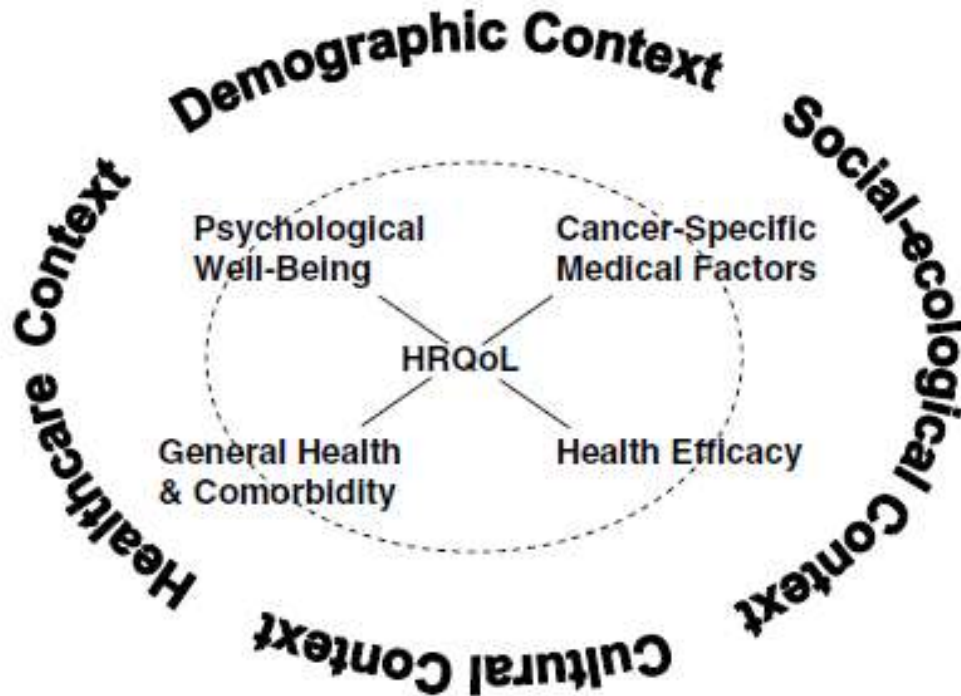 Demographic Context
Social-ecological Context
Healthcare Context
Cultural Context
Psychological
Well-Being
Cancer-Specific
Medical Factors
HRQoL
General Health
& Comorbidity
Health Efficacy